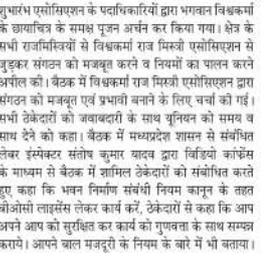 शुभारंभ एसोसिएशन के पदाधिकारियों द्वारा भगवान विश्वकर्मा
के छायाचित्र के समक्ष पूजन अर्चन कर किया गया। क्षेत्र के
सभी राजमिस्त्रियों से विश्वकर्मा राज मिस्त्री एसोसिएशन से
जुड़कर संगठन को मजबूत करने व नियमों का पालन करने
अपील की। बैठक में विश्वकर्मा राज मिस्त्री एसोसिएशन द्वारा
संगठन को मजबूत एवं प्रभावी बनाने के लिए चर्चा की गई।
सभी ठेकेदारों को जवाबदारी के साथ यूनियन को समय व
साथ देने को कहा। बैठक में मध्यप्रदेश शासन से संबंधित
लेबर इंस्पेक्टर संतोष कुमार यादव द्वारा विडियो कांफ्रेंस
के माध्यम से बैठक में शामिल ठेकेदारों को संबोधित करते
हुए कहा कि भवन निर्माण संबंधी नियम कानून के तहत
बीओसी लाइसेंस लेकर कार्य करें, ठेकेदारों से कहा कि आप
अपने आप को सुरक्षित कर कार्य को गुणवत्ता के साथ सम्पन्न
कराये। आपने बाल मजदूरी के नियम के बारे में भी बताया।